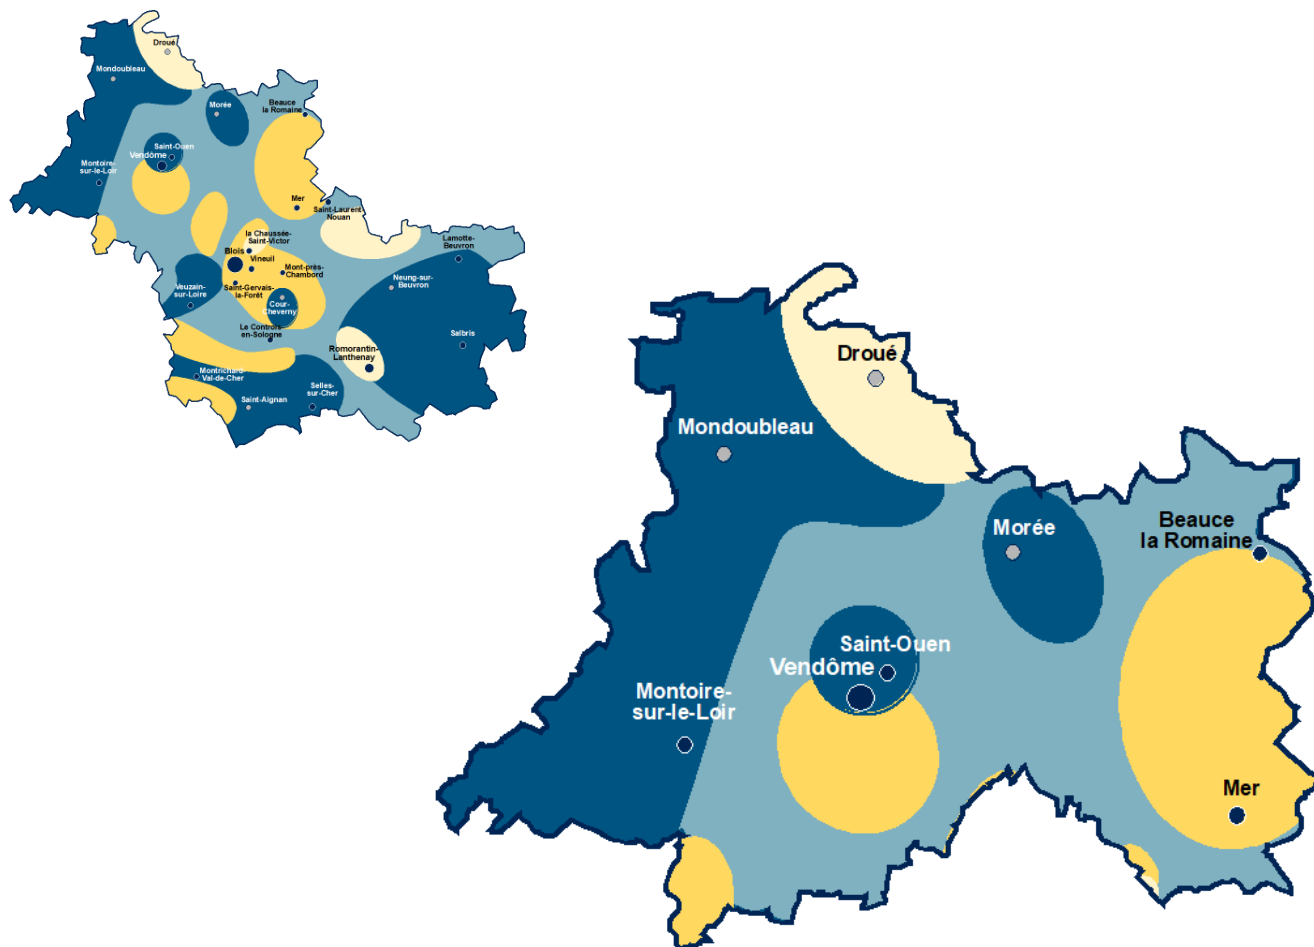 Droué
Mondoubleau
Morée
Beauce
la Romaine
Saint-Ouen
Vendôme
Montoire-
sur-le-Loir
Mer
Saint-Laurent
Nouan
la Chaussée-
Saint-Victor
Lamotte-
Beuvron
Blois
Vineuil
Mont-près-
Chambord
Neung-sur-
Beuvron
Veuzain-
sur-Loire
Saint-Gervais-
la-Forêt
Cour-
Cheverny
Le Controis-
en-Sologne
Salbris
Romorantin-
Lanthenay
Montrichard-
Val-de-Cher
Selles-
sur-Cher
Saint-Aignan
Droué
Mondoubleau
Morée
Beauce
la Romaine
Saint-Ouen
Vendôme
Montoire-
sur-le-Loir
Mer